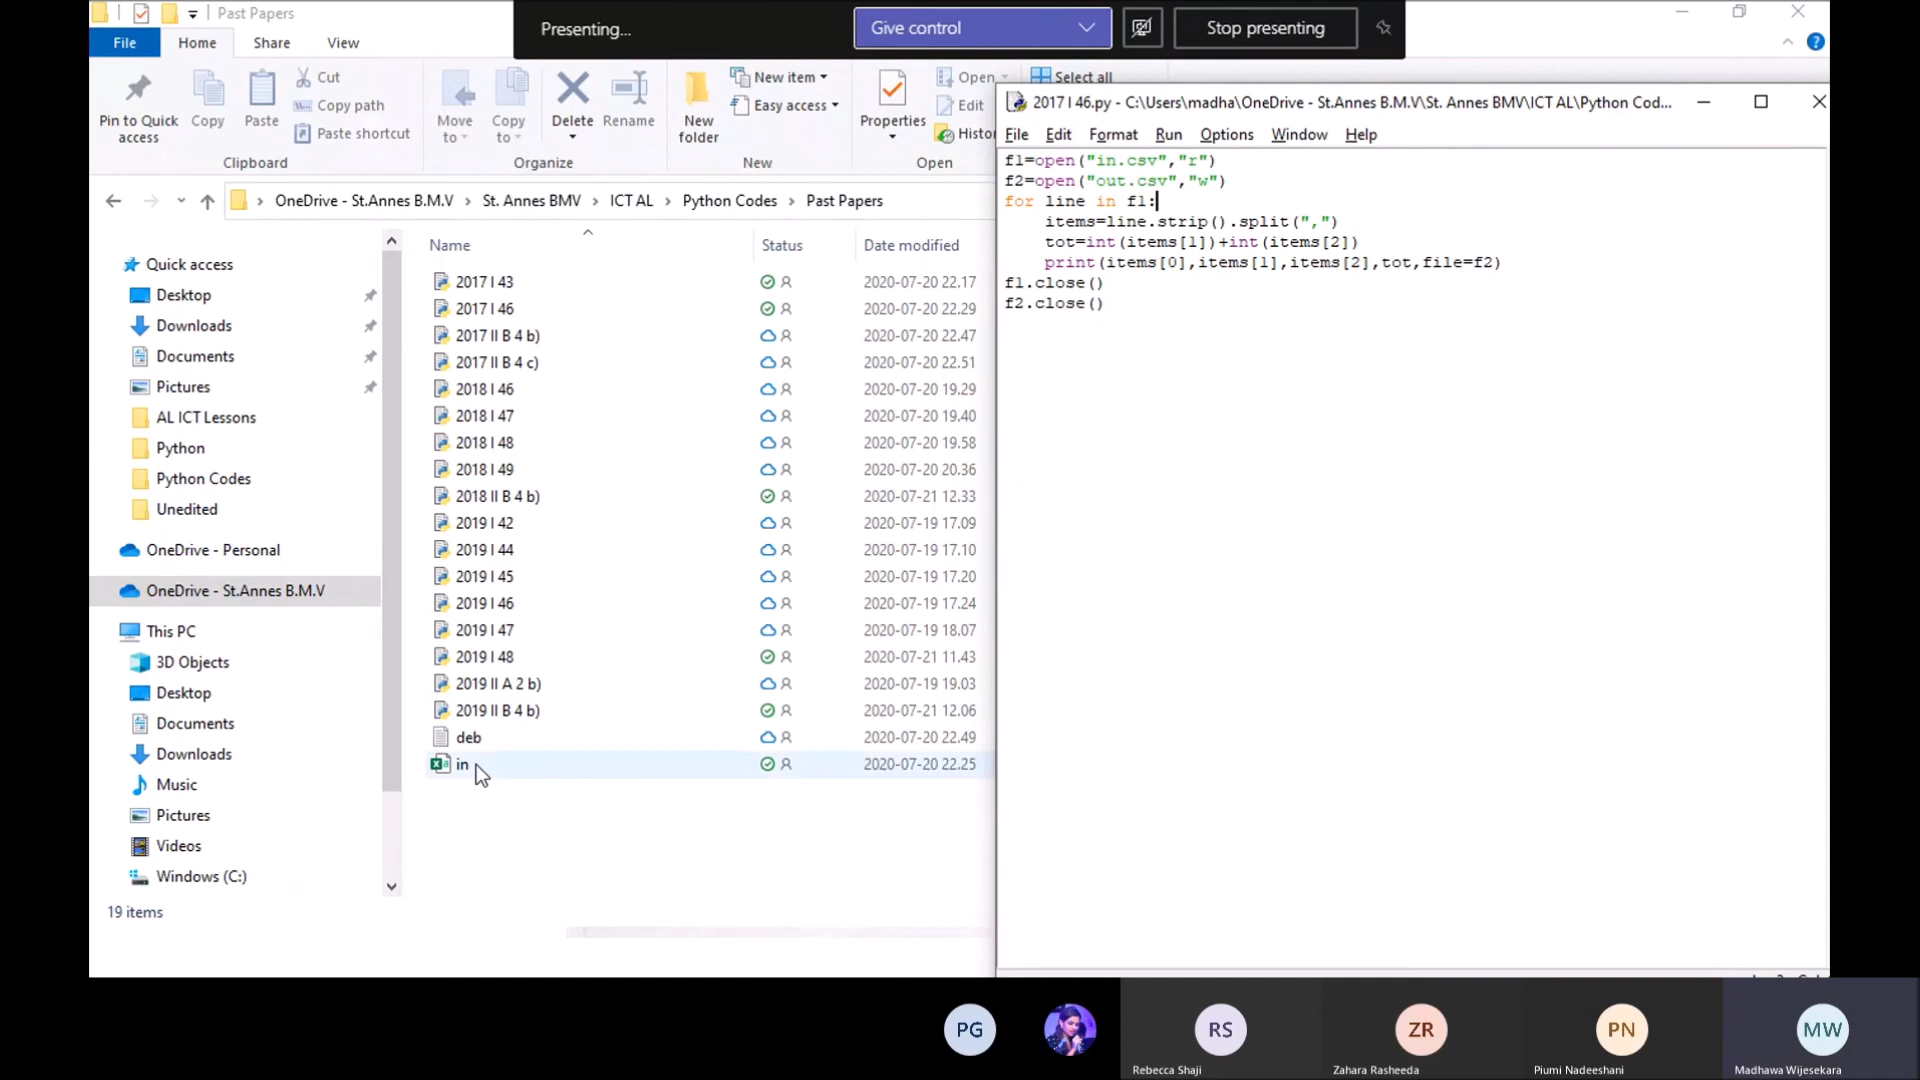 Past Papers
Presenting...
Give control
Stop presenting
File
Home
Share
View
Pin to Quick access
Copy
Paste
Cut
Copy path
Paste shortcut
Clipboard
Move to
Copy to
Delete
Rename
Organize
New folder
New item
Easy access
New
Properties
Open
Edit
Histor
Open
Select all
OneDrive - St.Annes B.M.V
St. Annes BMV
ICT AL
Python Codes
Past Papers
Quick access
Desktop
Downloads
Documents
Pictures
AL ICT Lessons
Python
Python Codes
Unedited
OneDrive - Personal
OneDrive - St.Annes B.M.V
This PC
3D Objects
Desktop
Documents
Downloads
Music
Pictures
Videos
Windows (C:)
19 items
Name Status Date modified
2017 I 43 2020-07-20 22.17
2017 I 46 2020-07-20 22.29
2017 II B 4 b) 2020-07-20 22.47
2017 II B 4 c) 2020-07-20 22.51
2018 I 46 2020-07-20 19.29
2018 I 47 2020-07-20 19.40
2018 I 48 2020-07-20 19.58
2018 I 49 2020-07-20 20.36
2018 II B 4 b) 2020-07-21 12.33
2019 I 42 2020-07-19 17.09
2019 I 44 2020-07-19 17.10
2019 I 45 2020-07-19 17.20
2019 I 46 2020-07-19 17.24
2019 I 47 2020-07-19 18.07
2019 I 48 2020-07-21 11.43
2019 II A 2 b) 2020-07-19 19.03
2019 II B 4 b) 2020-07-21 12.06
deb 2020-07-20 22.49
in 2020-07-20 22.25
2017 I 46.py - C:\Users\madha\OneDrive - St.Annes B.M.V\St. Annes BMV\ICT AL\Python Cod...
File Edit Format Run Options Window Help
f1=open("in.csv","r")
f2=open("out.csv","w")
for line in f1:
    items=line.strip().split(",")
    tot=int(items[1])+int(items[2])
    print(items[0],items[1],items[2],tot,file=f2)
f1.close()
f2.close()
PG
RS
ZR
PN
MW
Rebecca Shaji
Zahara Rasheeda
Piumi Nadeeshani
Madhawa Wijesekara